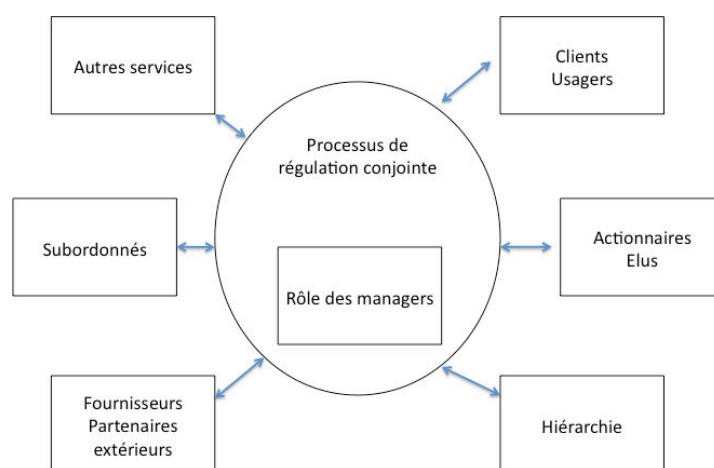 Autres services
Clients
Usagers
Processus de
régulation conjointe
Subordonnés
Actionnaires
Elus
Rôle des managers
Fournisseurs
Partenaires
extérieurs
Hiérarchie